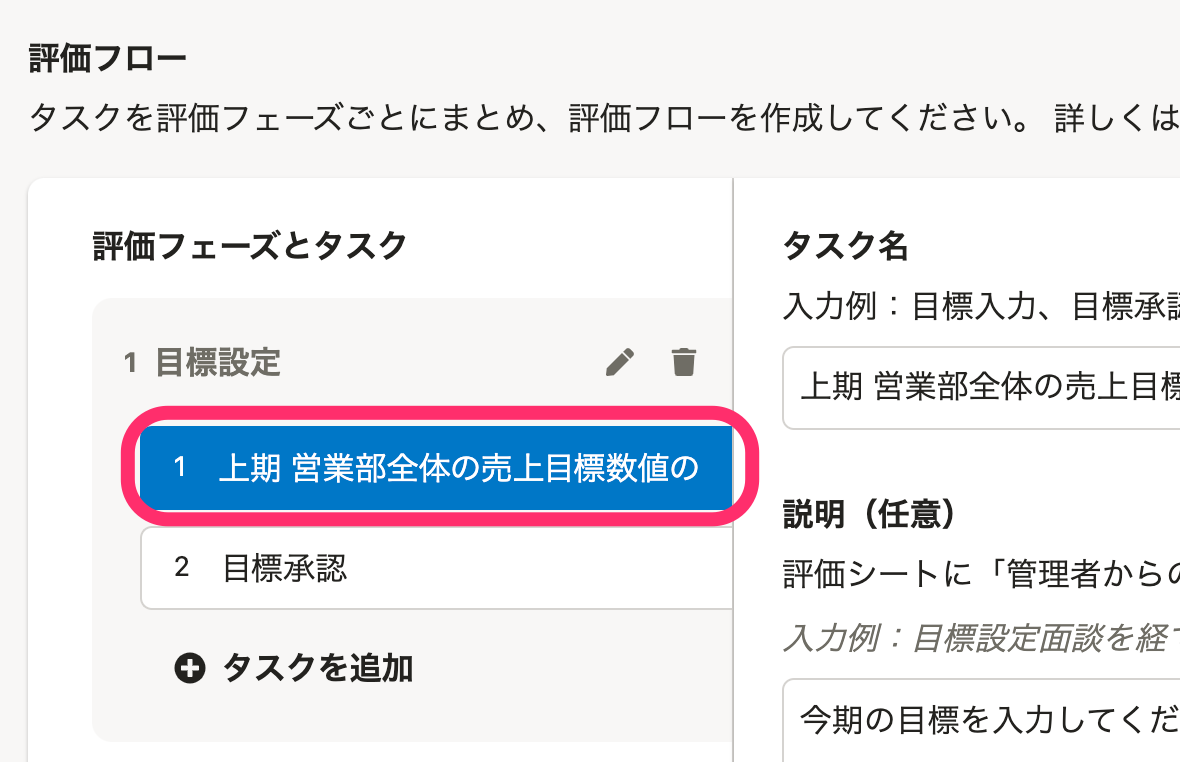 評価フロー
タスクを評価フェーズごとにまとめ、評価フローを作成してください。 詳しくは
評価フェーズとタスク
1 目標設定
1 上期 営業部全体の売上目標数値の
2 目標承認
タスクを追加
タスク名
入力例：目標入力、目標承認
上期 営業部全体の売上目標
説明（任意）
評価シートに「管理者からの
入力例：目標設定面談を経て
今期の目標を入力してくだ